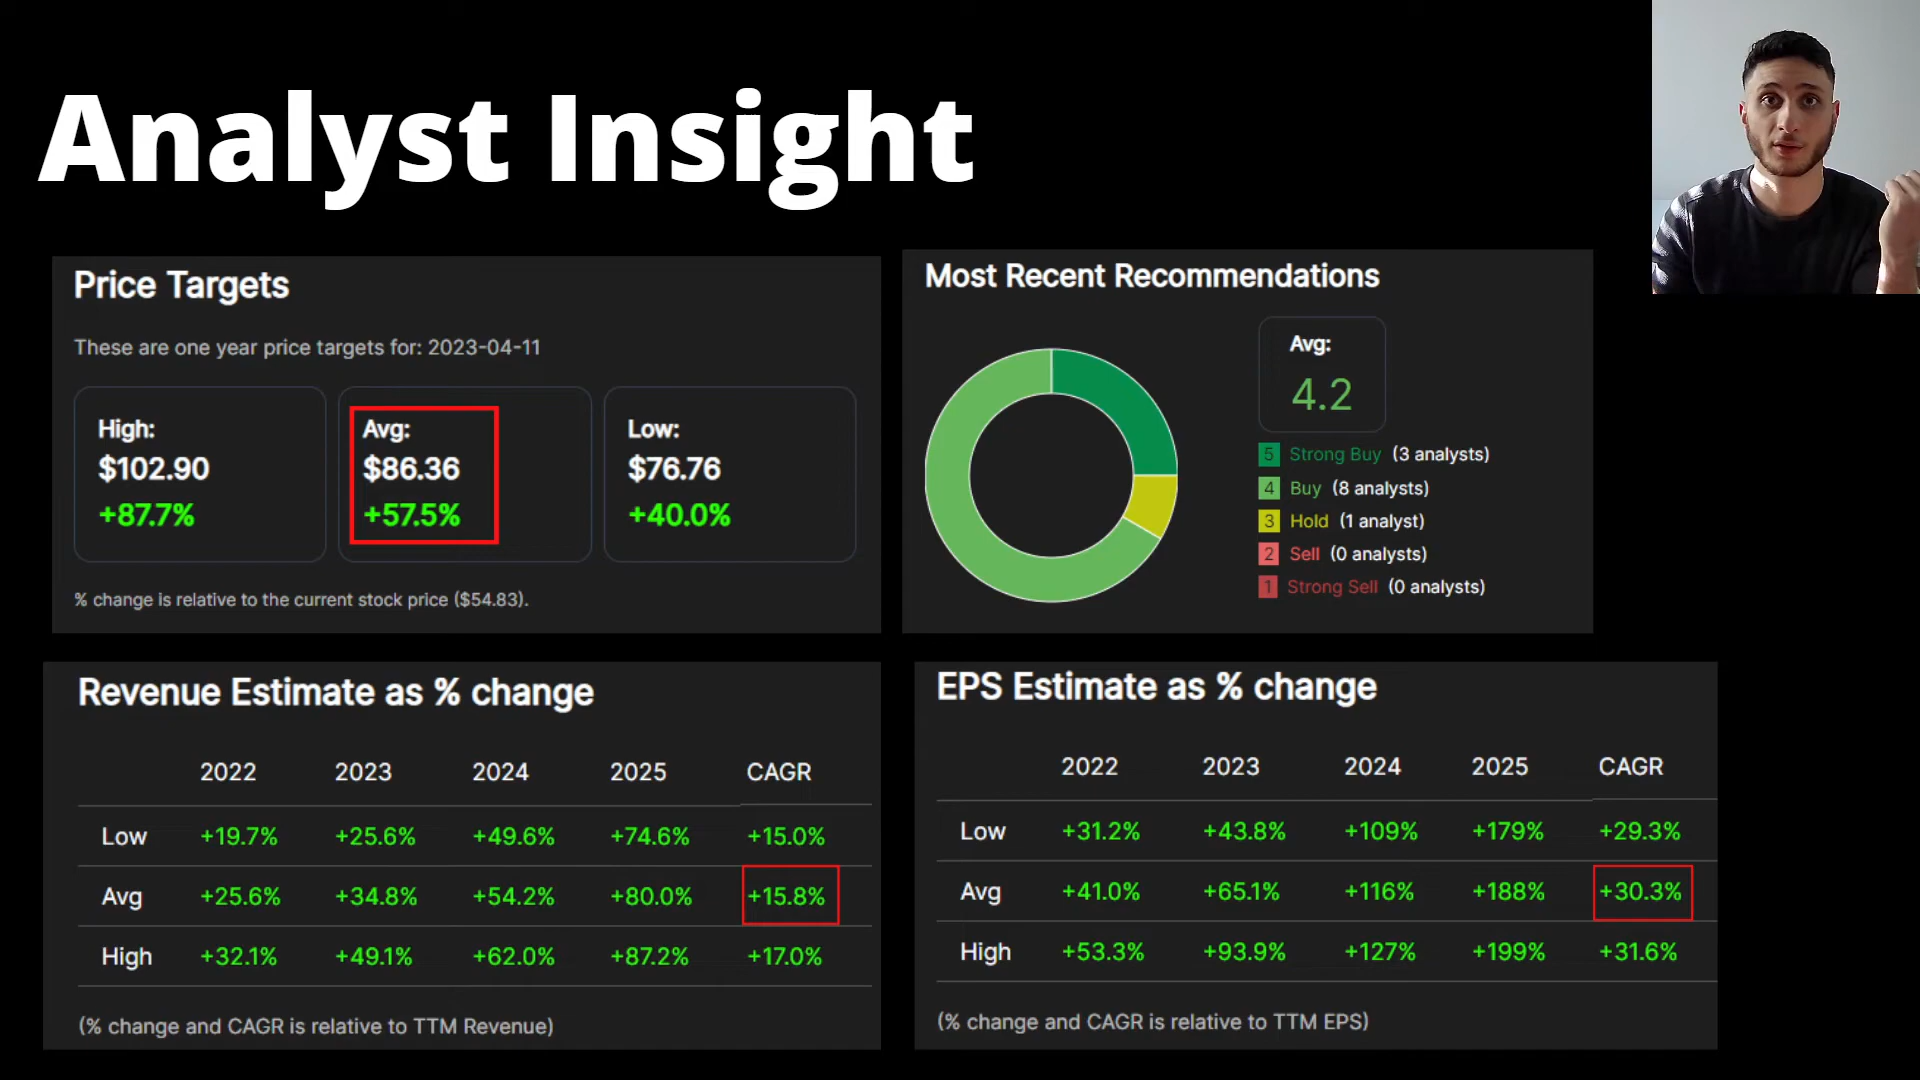 Analyst Insight
Price Targets
These are one year price targets for: 2023-04-11
High:
$102.90
+87.7%
Avg:
$86.36
+57.5%
Low:
$76.76
+40.0%
% change is relative to the current stock price ($54.83).
Most Recent Recommendations
Avg:
4.2
5 Strong Buy (3 analysts)
4 Buy (8 analysts)
3 Hold (1 analyst)
2 Sell (0 analysts)
1 Strong Sell (0 analysts)
Revenue Estimate as % change
2022 2023 2024 2025 CAGR
Low +19.7% +25.6% +49.6% +74.6% +15.0%
Avg +25.6% +34.8% +54.2% +80.0% +15.8%
High +32.1% +49.1% +62.0% +87.2% +17.0%
(% change and CAGR is relative to TTM Revenue)
EPS Estimate as % change
2022 2023 2024 2025 CAGR
Low +31.2% +43.8% +109% +179% +29.3%
Avg +41.0% +65.1% +116% +188% +30.3%
High +53.3% +93.9% +127% +199% +31.6%
(% change and CAGR is relative to TTM EPS)